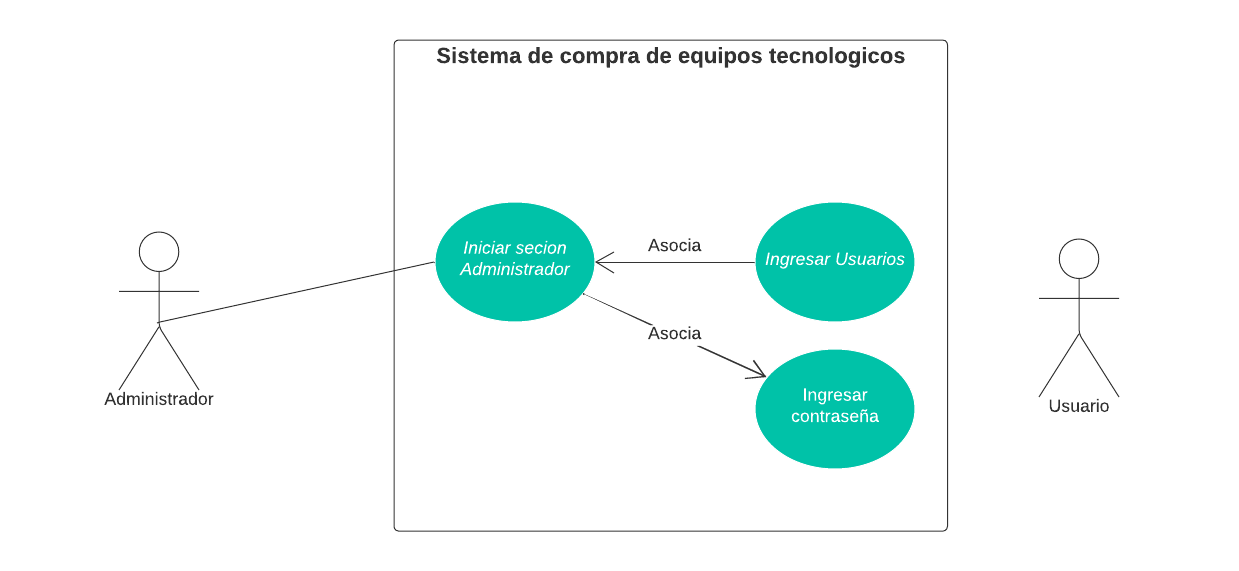 Sistema de compra de equipos tecnologicos
Iniciar secion
Administrador
Asocia
Ingresar Usuarios
Asocia
Ingresar
contraseña
Administrador
Usuario